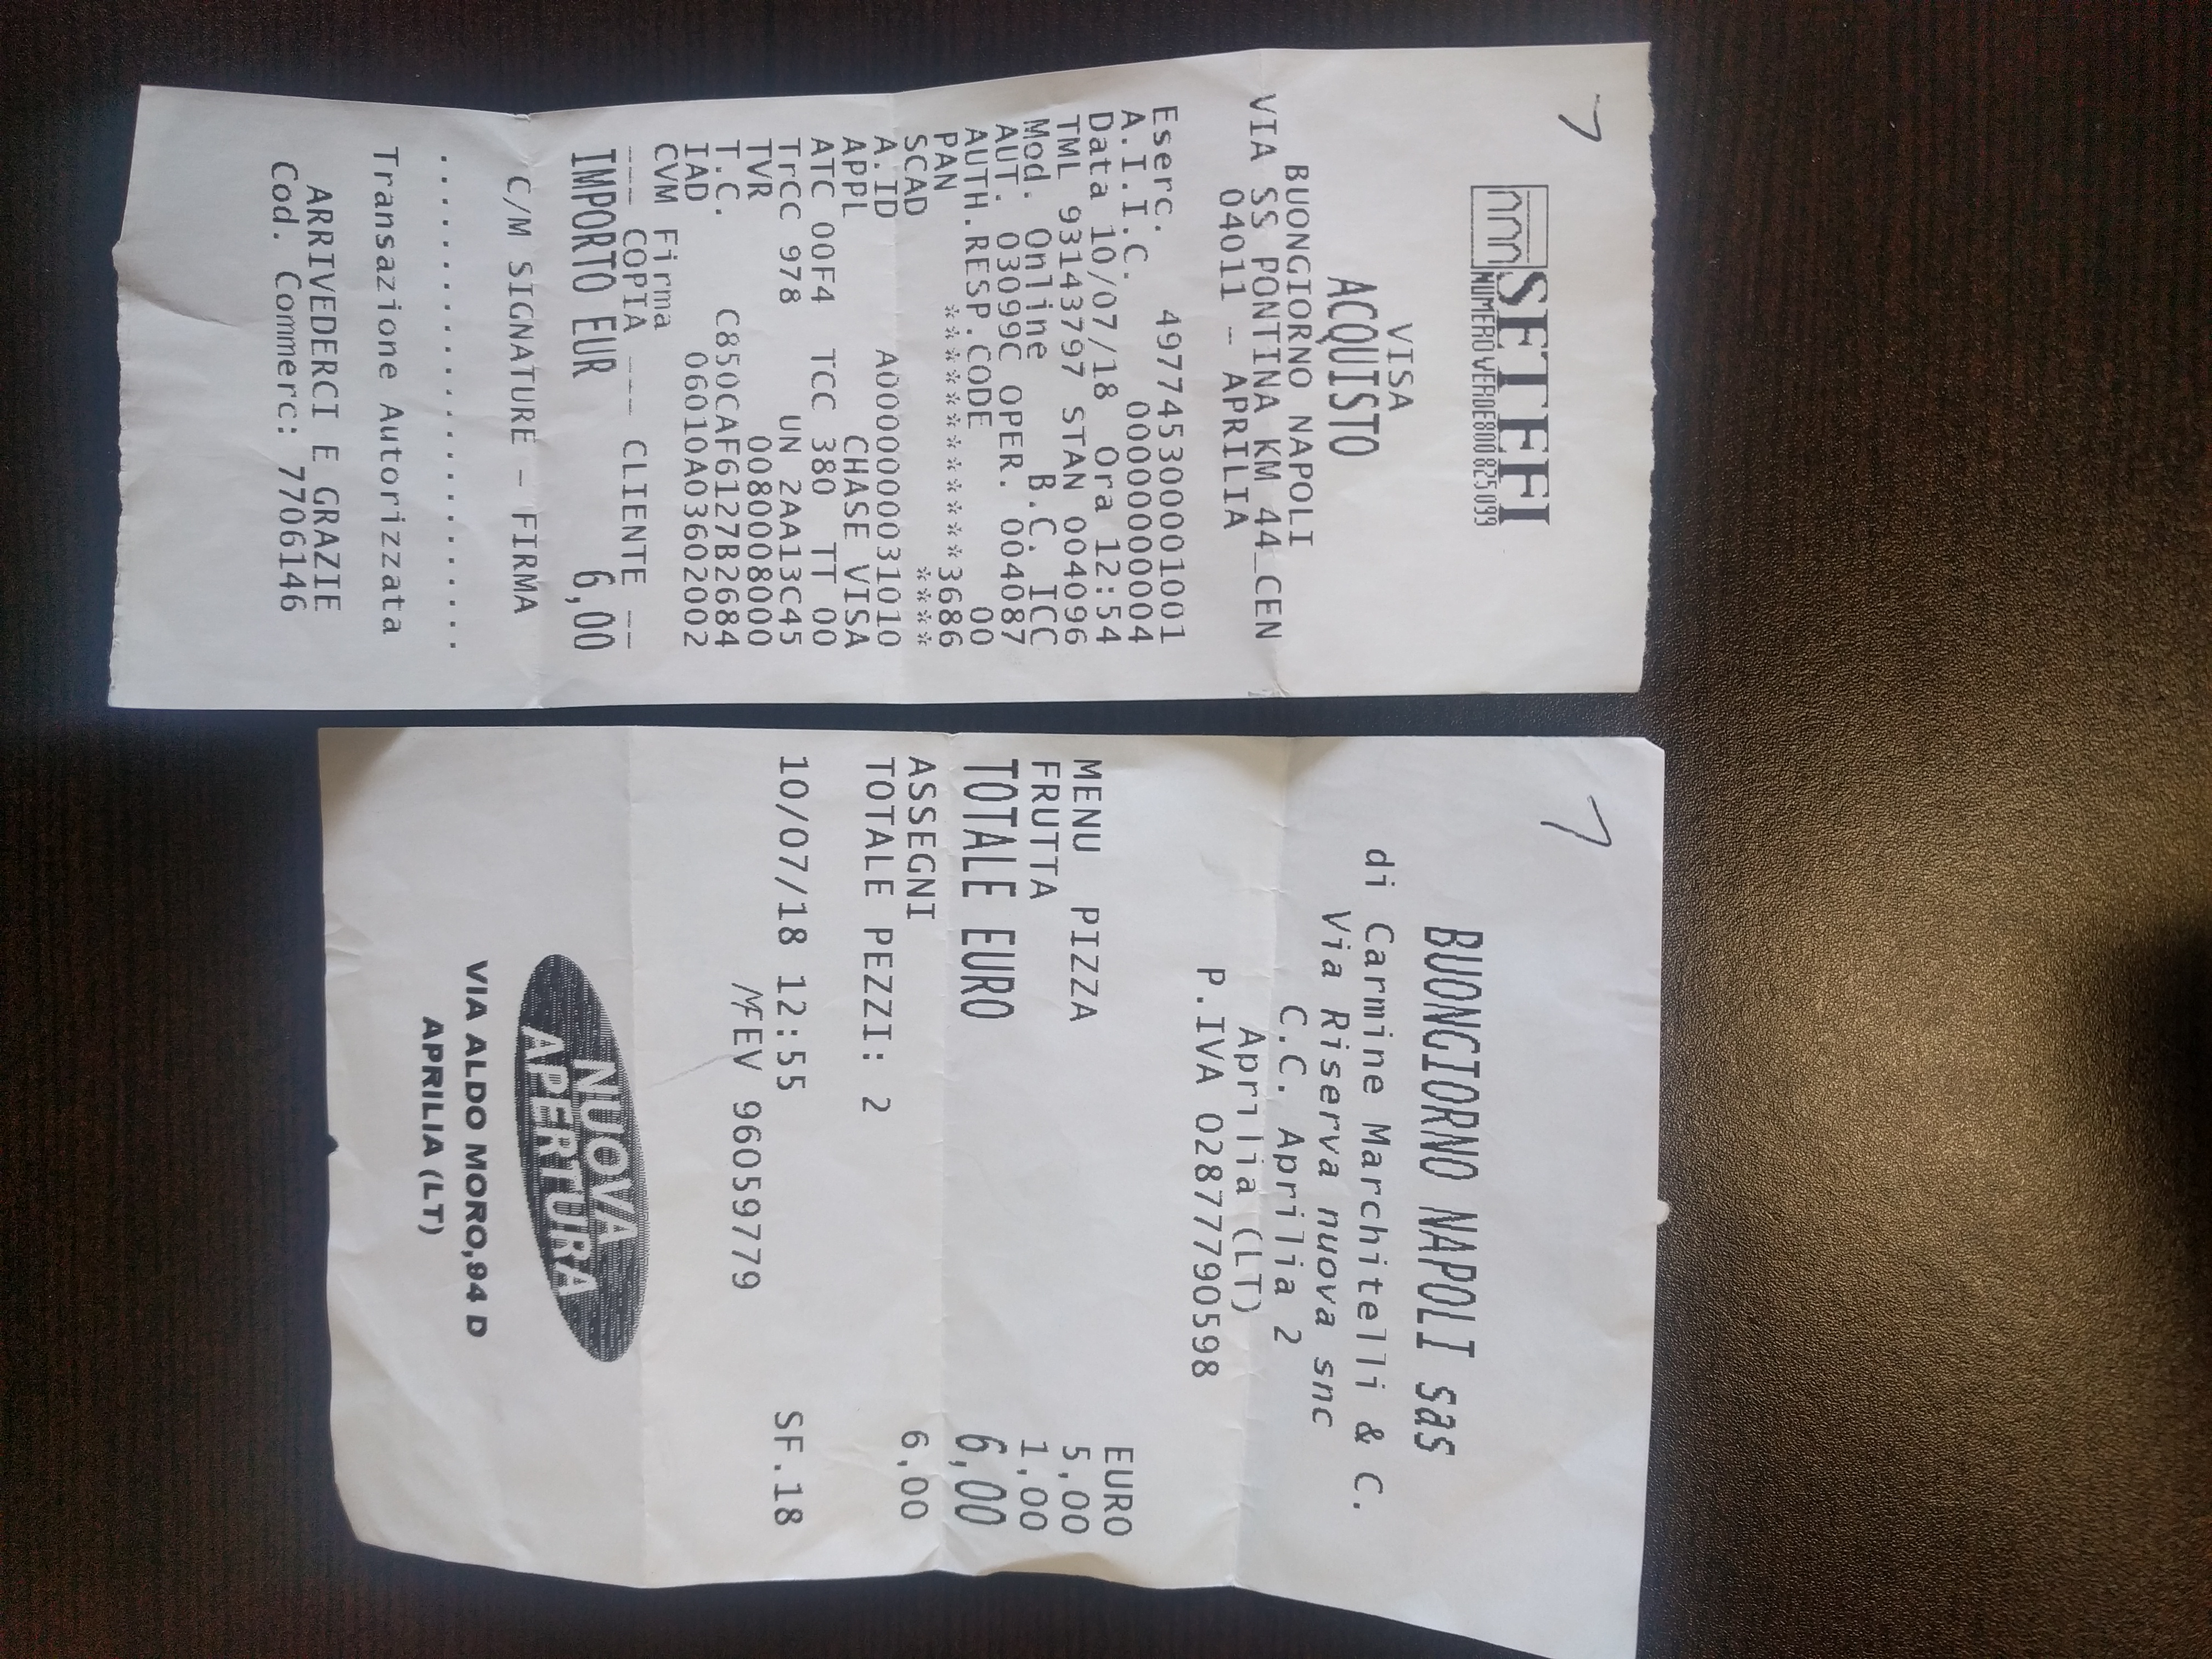 7
SETEFI
NUMERO VERDE 800 825 099
VISA
ACQUISTO
BUONGIORNO NAPOLI
VIA SS PONTINA KM 44_CEN
04011 - APRILIA
Eserc. 497745300001001
A.I.I.C. 00000000004
Data 10/07/18 Ora 12:54
TML 93143797 STAN 004096
Mod. Online B.C. ICC
AUT. 03099C OPER. 004087
AUTH.RESP.CODE 00
PAN ***************3686
SCAD ****
A.ID A0000000031010
APPL CHASE VISA
ATC 00F4 TCC 380 TT 00
TrCC 978 UN 2AA13C45
TVR 0080008000
T.C. C850CAF6127B2684
IAD 06010A03602002
CVM Firma
--- COPIA --- CLIENTE --
IMPORTO EUR 6,00
C/M SIGNATURE - FIRMA
........................
Transazione Autorizzata
ARRIVEDERCI E GRAZIE
Cod. Commerc: 7706146
7
BUONGIORNO NAPOLI sas
di Carmine Marchitelli & C.
Via Riserva nuova snc
C.C. Aprilia 2
Aprilia (LT)
P.IVA 02877790598
EURO
MENU PIZZA 5,00
FRUTTA 1,00
TOTALE EURO 6,00
ASSEGNI 6,00
TOTALE PEZZI: 2
10/07/18 12:55 SF.18
MF EV 96059779
NUOVA
APERTURA
VIA ALDO MORO,94 D
APRILIA (LT)